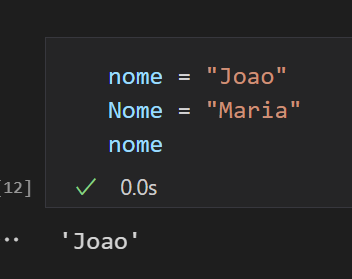 nome = "Joao"
Nome = "Maria"
nome
[12]
0.0s
'Joao'